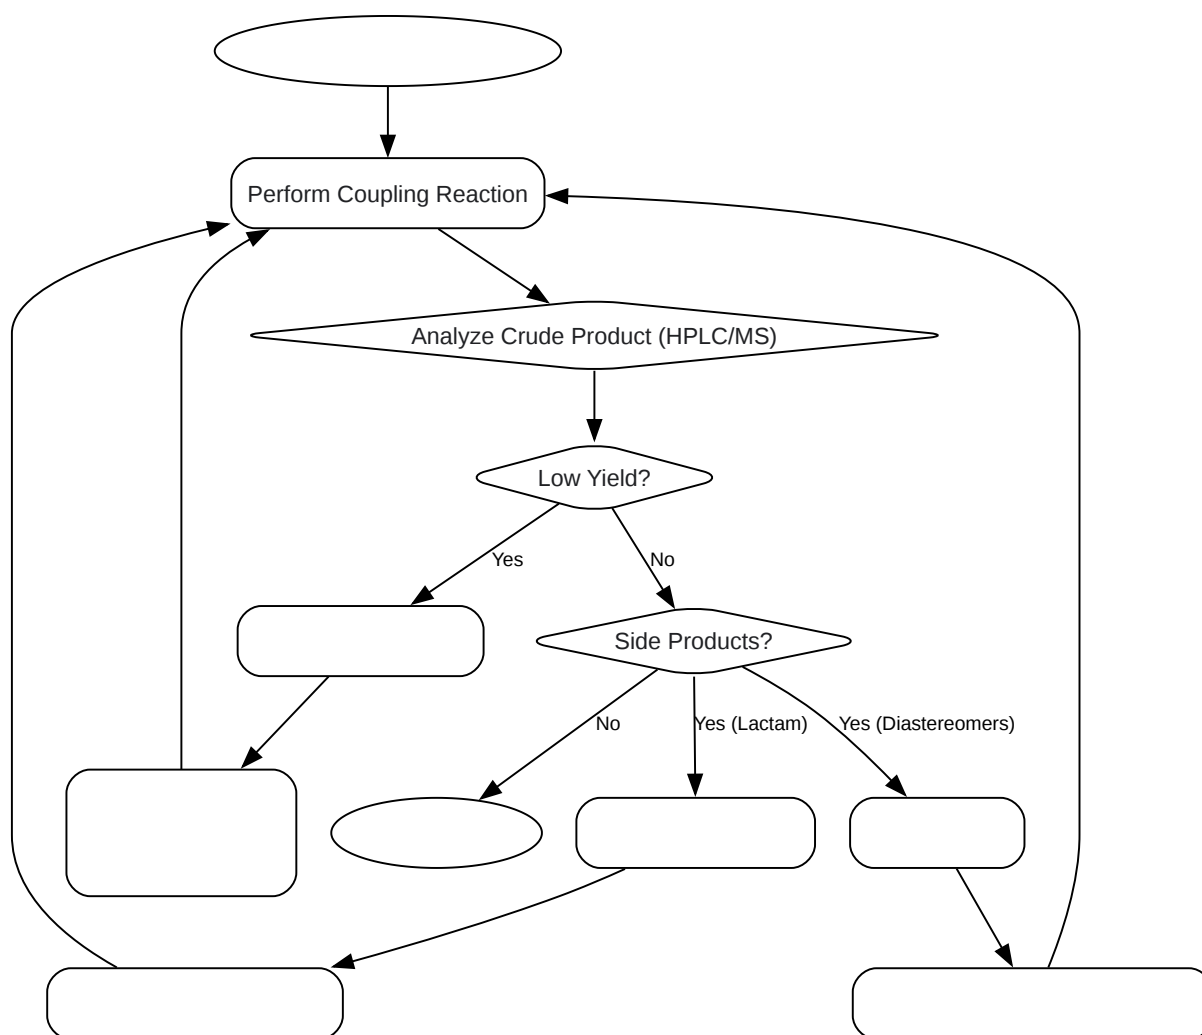 Perform Coupling Reaction
Analyze Crude Product (HPLC/MS)
Low Yield?
Yes
No
Side Products?
No
Yes (Lactam)
Yes (Diastereomers)